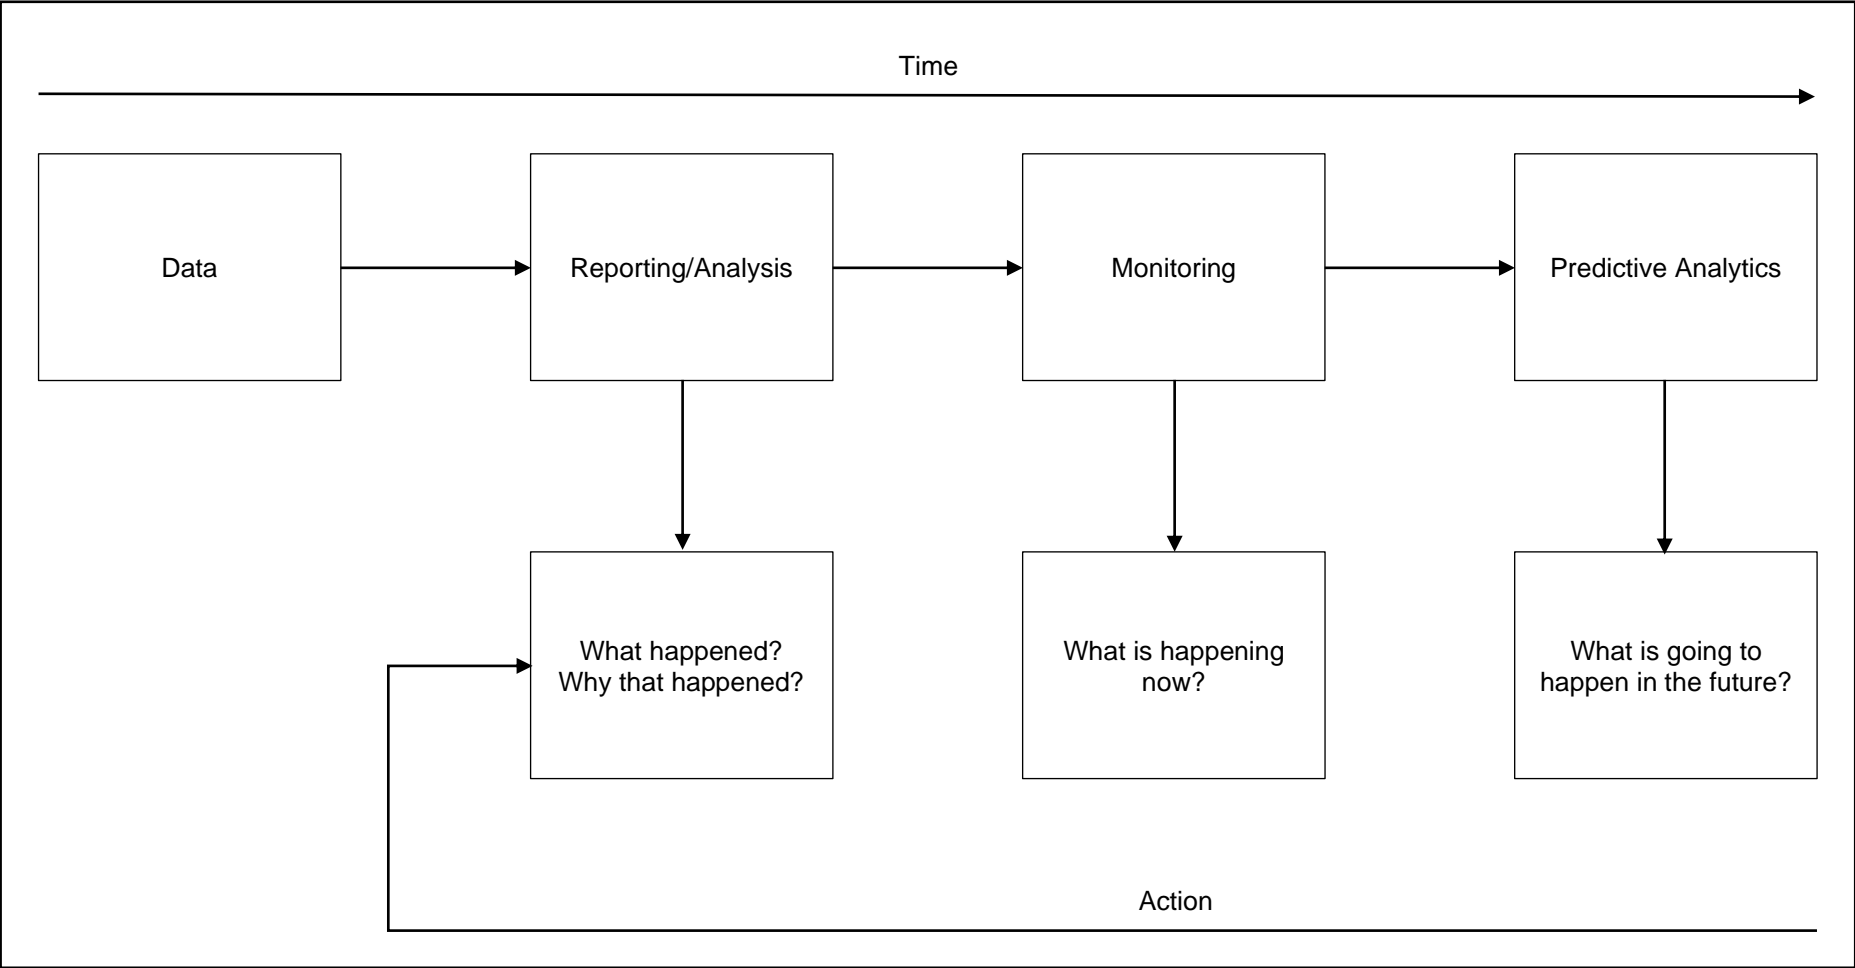 Time
Data
Reporting/Analysis
Monitoring
Predictive Analytics
What happened?
Why that happened?
What is happening
now?
What is going to
happen in the future?
Action